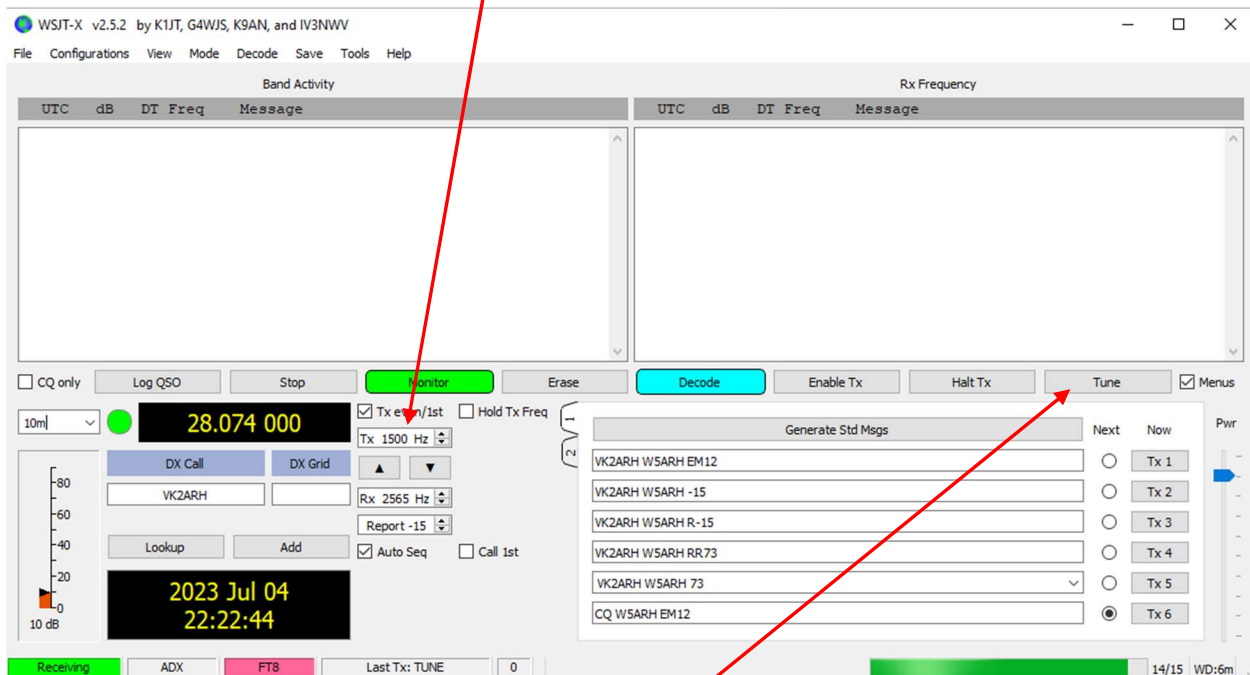 WSJT-X v2.5.2 by K1JT, G4WJS, K9AN, and IV3NWV
File Configurations View Mode Decode Save Tools Help
Band Activity
Rx Frequency
UTC dB DT Freq Message
UTC dB DT Freq Message
CQ only Log QSO Stop Monitor Erase Decode Enable Tx Halt Tx Tune Menus
10m
28.074 000
Tx even/1st Hold Tx Freq
Tx 1500 Hz
DX Call DX Grid
VK2ARH
Rx 2565 Hz
Report -15
Lookup Add
Auto Seq Call 1st
-80
-60
-40
-20
0
10 dB
2023 Jul 04
22:22:44
1
2
Generate Std Msgs Next Now Pwr
VK2ARH W5ARH EM12 Tx 1
VK2ARH W5ARH -15 Tx 2
VK2ARH W5ARH R-15 Tx 3
VK2ARH W5ARH RR73 Tx 4
VK2ARH W5ARH 73 Tx 5
CQ W5ARH EM12 Tx 6
Receiving ADX FT8 Last Tx: TUNE 0 14/15 WD:6m